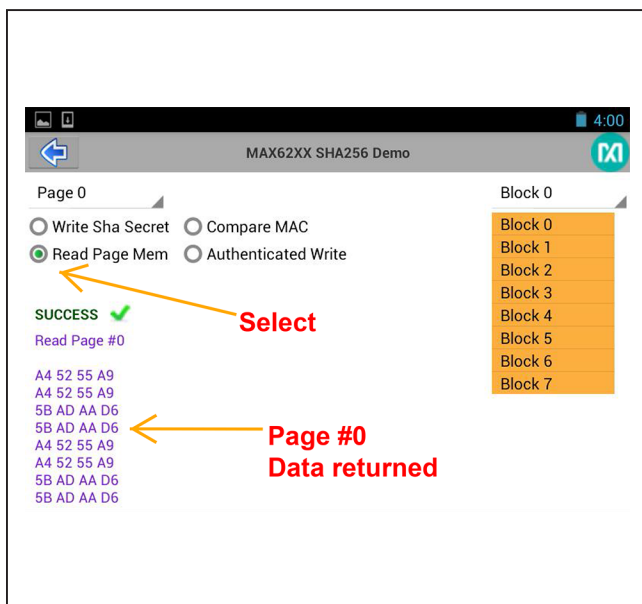 4:00
MAX62XX SHA256 Demo
Page 0
Block 0
Write Sha Secret
Compare MAC
Read Page Mem
Authenticated Write
Block 0
Block 1
Block 2
Block 3
Block 4
Block 5
Block 6
Block 7
Select
SUCCESS
Read Page #0
A4 52 55 A9
A4 52 55 A9
5B AD AA D6
5B AD AA D6
A4 52 55 A9
A4 52 55 A9
5B AD AA D6
5B AD AA D6
Page #0
Data returned